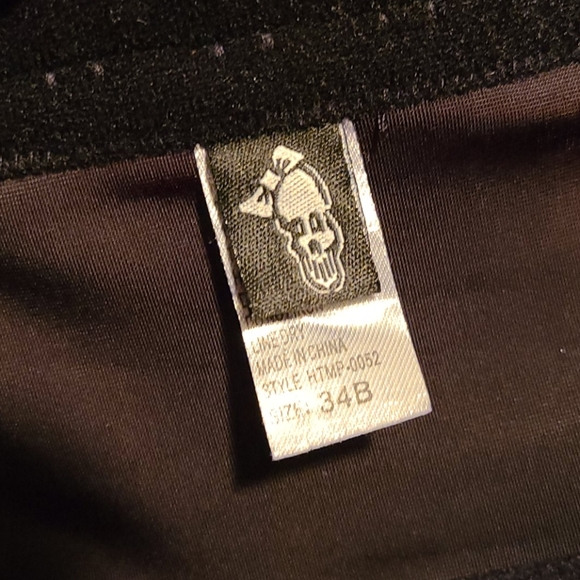 LINE DRY
MADE IN CHINA
STYLE HTMP-0052
SIZE: 34B